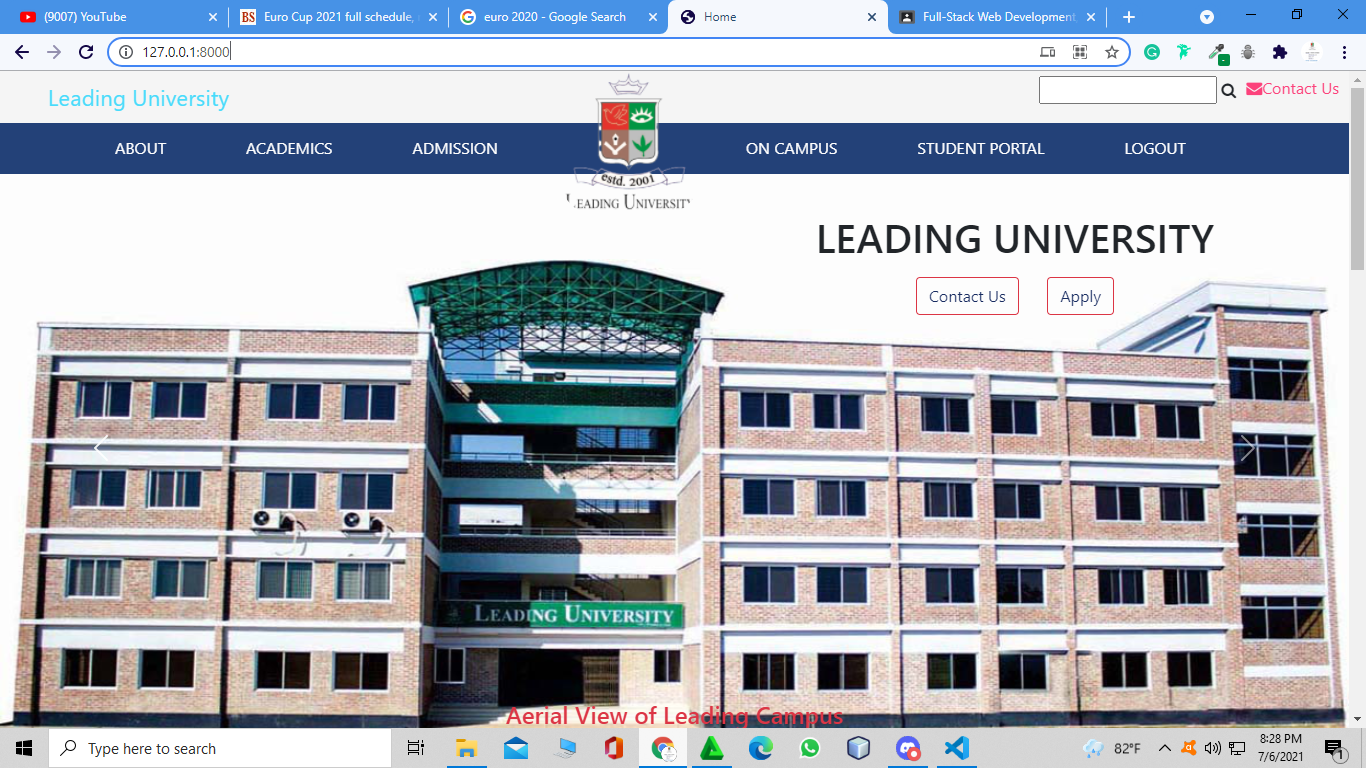 (9007) YouTube
Euro Cup 2021 full schedule,
euro 2020 - Google Search
Home
Full-Stack Web Development
127.0.0.1:8000
Leading University
Contact Us
ABOUT
ACADEMICS
ADMISSION
estd. 2001
LEADING UNIVERSITY
ON CAMPUS
STUDENT PORTAL
LOGOUT
LEADING UNIVERSITY
Contact Us
Apply
LEADING UNIVERSITY
Aerial View of Leading Campus
Type here to search
82°F
8:28 PM
7/6/2021
1